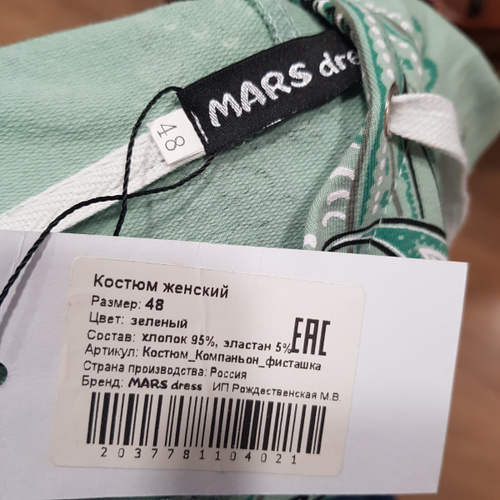 MARS dre
48
Костюм женский
Размер: 48
Цвет: зеленый
Состав: хлопок 95%, эластан 5%
EAC
Артикул: Костюм_Компаньон_фисташка
Страна производства: Россия
Бренд: MARS dress ИП Рождественская М.В.
2037781104021